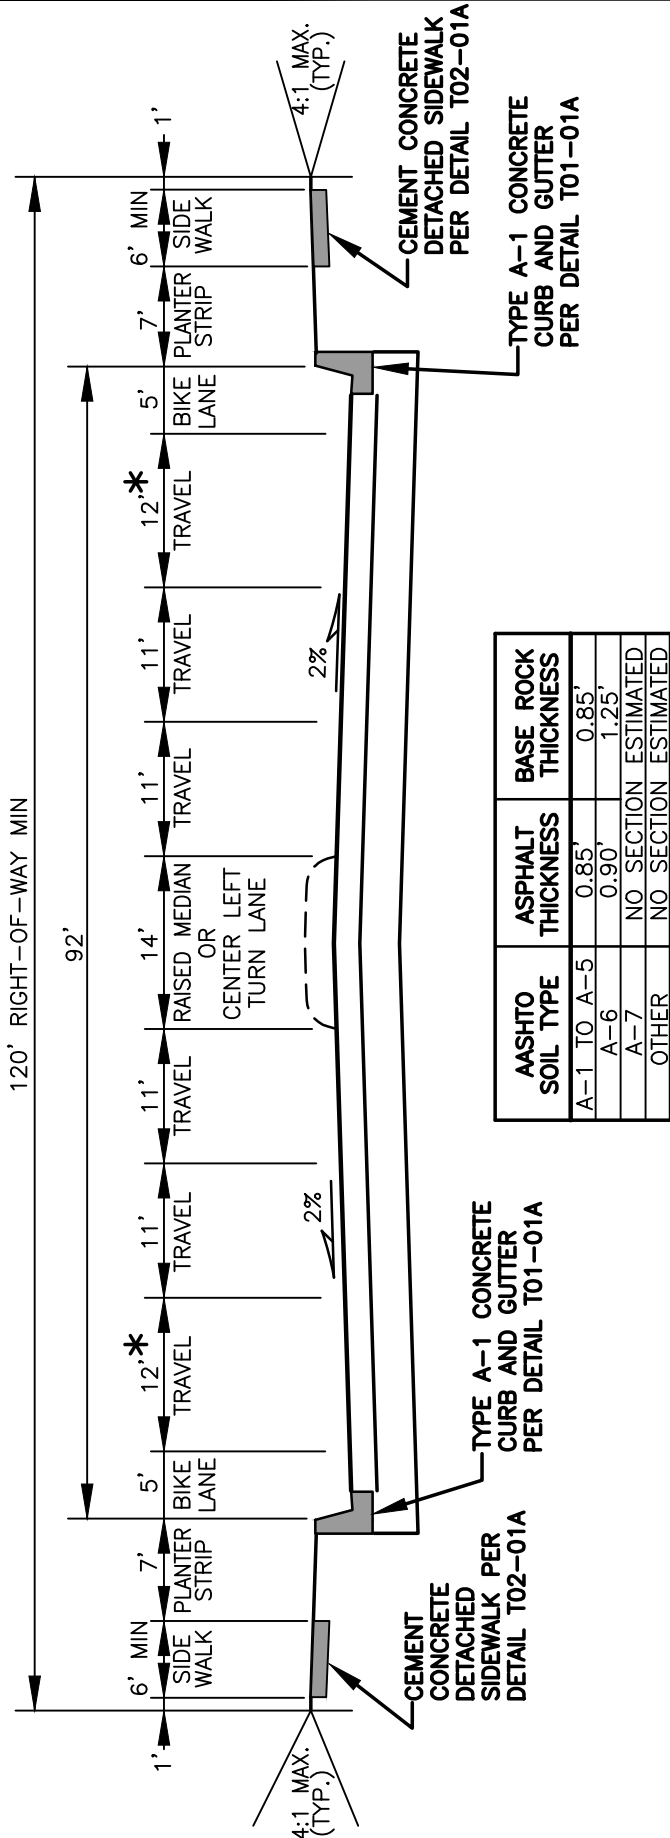 120' RIGHT-OF-WAY MIN
92'
1'
6' MIN
SIDE
WALK
7'
PLANTER
STRIP
5'
BIKE
LANE
12'*
TRAVEL
11'
TRAVEL
11'
TRAVEL
14'
RAISED MEDIAN
OR
CENTER LEFT
TURN LANE
11'
TRAVEL
11'
TRAVEL
12'*
TRAVEL
5'
BIKE
LANE
7'
PLANTER
STRIP
6' MIN
SIDE
WALK
1'
4:1 MAX.
(TYP.)
2%
2%
4:1 MAX.
(TYP.)
CEMENT
CONCRETE
DETACHED
SIDEWALK PER
DETAIL T02-01A
TYPE A-1 CONCRETE
CURB AND GUTTER
PER DETAIL T01-01A
CEMENT CONCRETE
DETACHED SIDEWALK
PER DETAIL T02-01A
TYPE A-1 CONCRETE
CURB AND GUTTER
PER DETAIL T01-01A
AASHTO
SOIL TYPE
ASPHALT
THICKNESS
BASE ROCK
THICKNESS
A-1 TO A-5 0.85' 0.85'
A-6 0.90' 1.25'
A-7 NO SECTION ESTIMATED
OTHER NO SECTION ESTIMATED